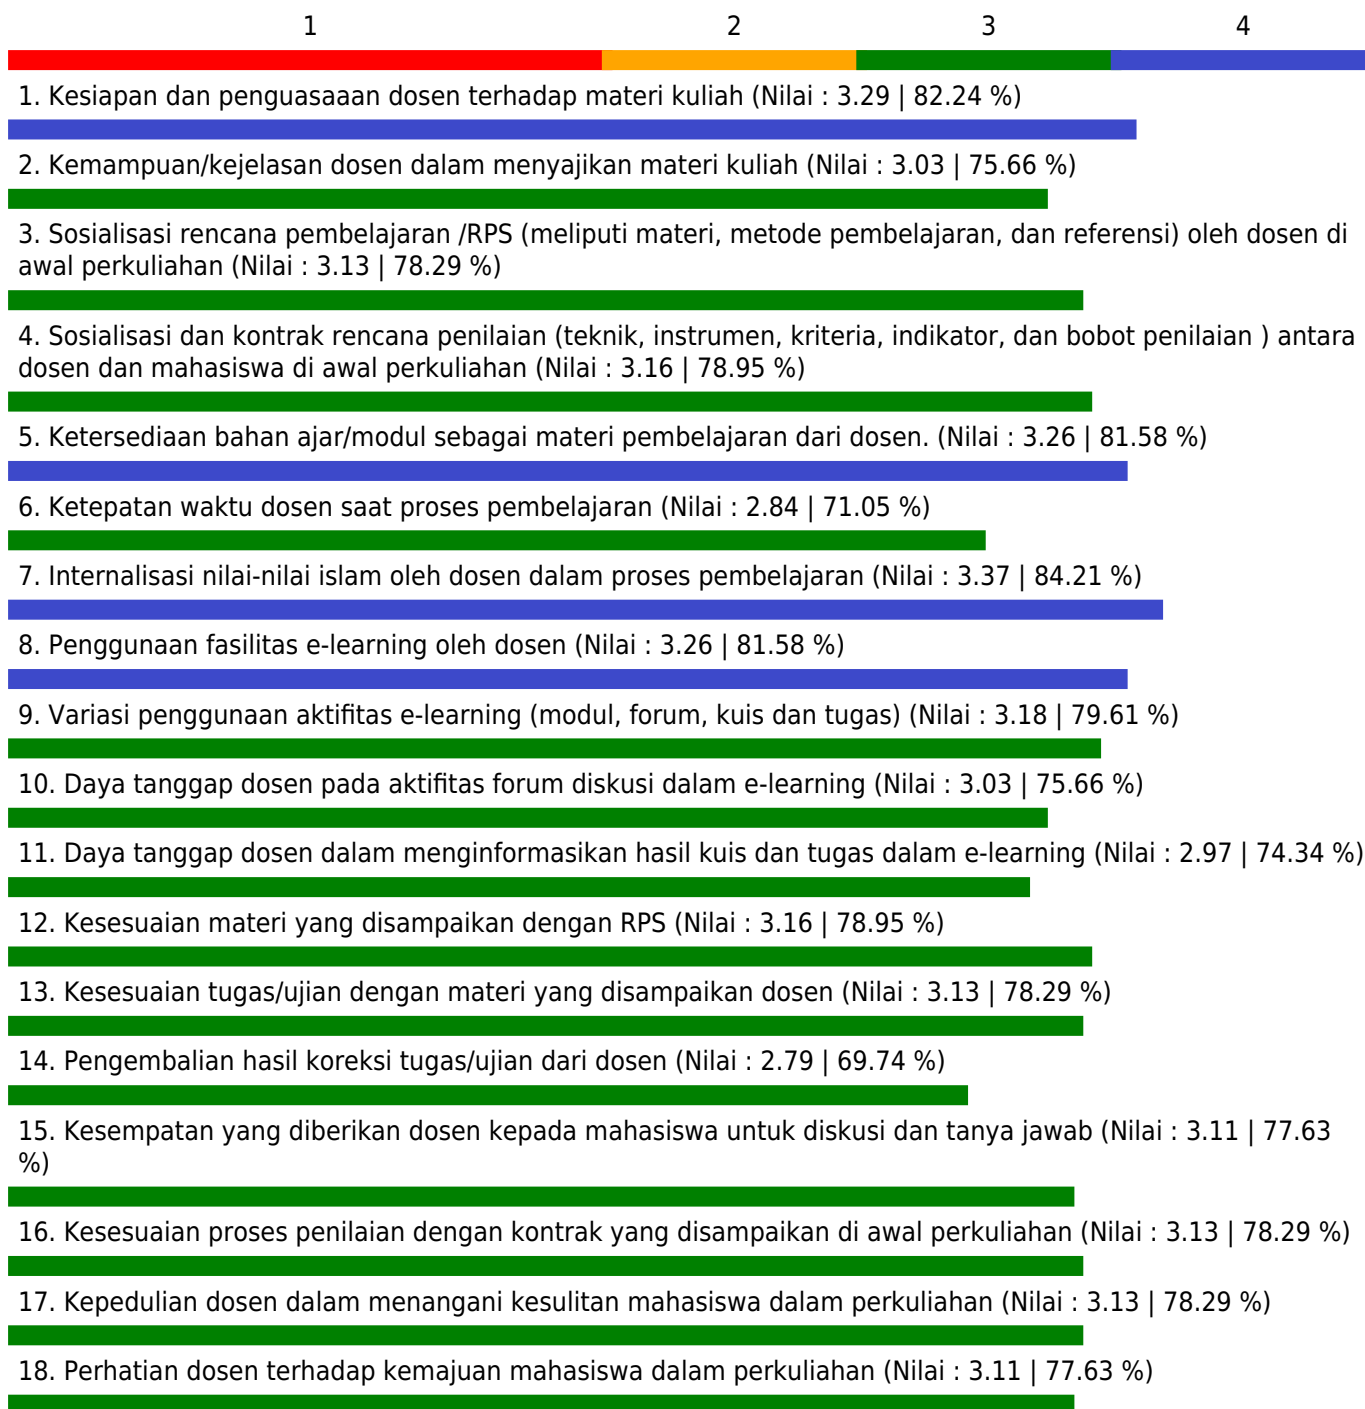 1 2 3 4
1. Kesiapan dan penguasaaan dosen terhadap materi kuliah (Nilai : 3.29 | 82.24 %)
2. Kemampuan/kejelasan dosen dalam menyajikan materi kuliah (Nilai : 3.03 | 75.66 %)
3. Sosialisasi rencana pembelajaran /RPS (meliputi materi, metode pembelajaran, dan referensi) oleh dosen di
awal perkuliahan (Nilai : 3.13 | 78.29 %)
4. Sosialisasi dan kontrak rencana penilaian (teknik, instrumen, kriteria, indikator, dan bobot penilaian ) antara
dosen dan mahasiswa di awal perkuliahan (Nilai : 3.16 | 78.95 %)
5. Ketersediaan bahan ajar/modul sebagai materi pembelajaran dari dosen. (Nilai : 3.26 | 81.58 %)
6. Ketepatan waktu dosen saat proses pembelajaran (Nilai : 2.84 | 71.05 %)
7. Internalisasi nilai-nilai islam oleh dosen dalam proses pembelajaran (Nilai : 3.37 | 84.21 %)
8. Penggunaan fasilitas e-learning oleh dosen (Nilai : 3.26 | 81.58 %)
9. Variasi penggunaan aktifitas e-learning (modul, forum, kuis dan tugas) (Nilai : 3.18 | 79.61 %)
10. Daya tanggap dosen pada aktifitas forum diskusi dalam e-learning (Nilai : 3.03 | 75.66 %)
11. Daya tanggap dosen dalam menginformasikan hasil kuis dan tugas dalam e-learning (Nilai : 2.97 | 74.34 %)
12. Kesesuaian materi yang disampaikan dengan RPS (Nilai : 3.16 | 78.95 %)
13. Kesesuaian tugas/ujian dengan materi yang disampaikan dosen (Nilai : 3.13 | 78.29 %)
14. Pengembalian hasil koreksi tugas/ujian dari dosen (Nilai : 2.79 | 69.74 %)
15. Kesempatan yang diberikan dosen kepada mahasiswa untuk diskusi dan tanya jawab (Nilai : 3.11 | 77.63
%)
16. Kesesuaian proses penilaian dengan kontrak yang disampaikan di awal perkuliahan (Nilai : 3.13 | 78.29 %)
17. Kepedulian dosen dalam menangani kesulitan mahasiswa dalam perkuliahan (Nilai : 3.13 | 78.29 %)
18. Perhatian dosen terhadap kemajuan mahasiswa dalam perkuliahan (Nilai : 3.11 | 77.63 %)